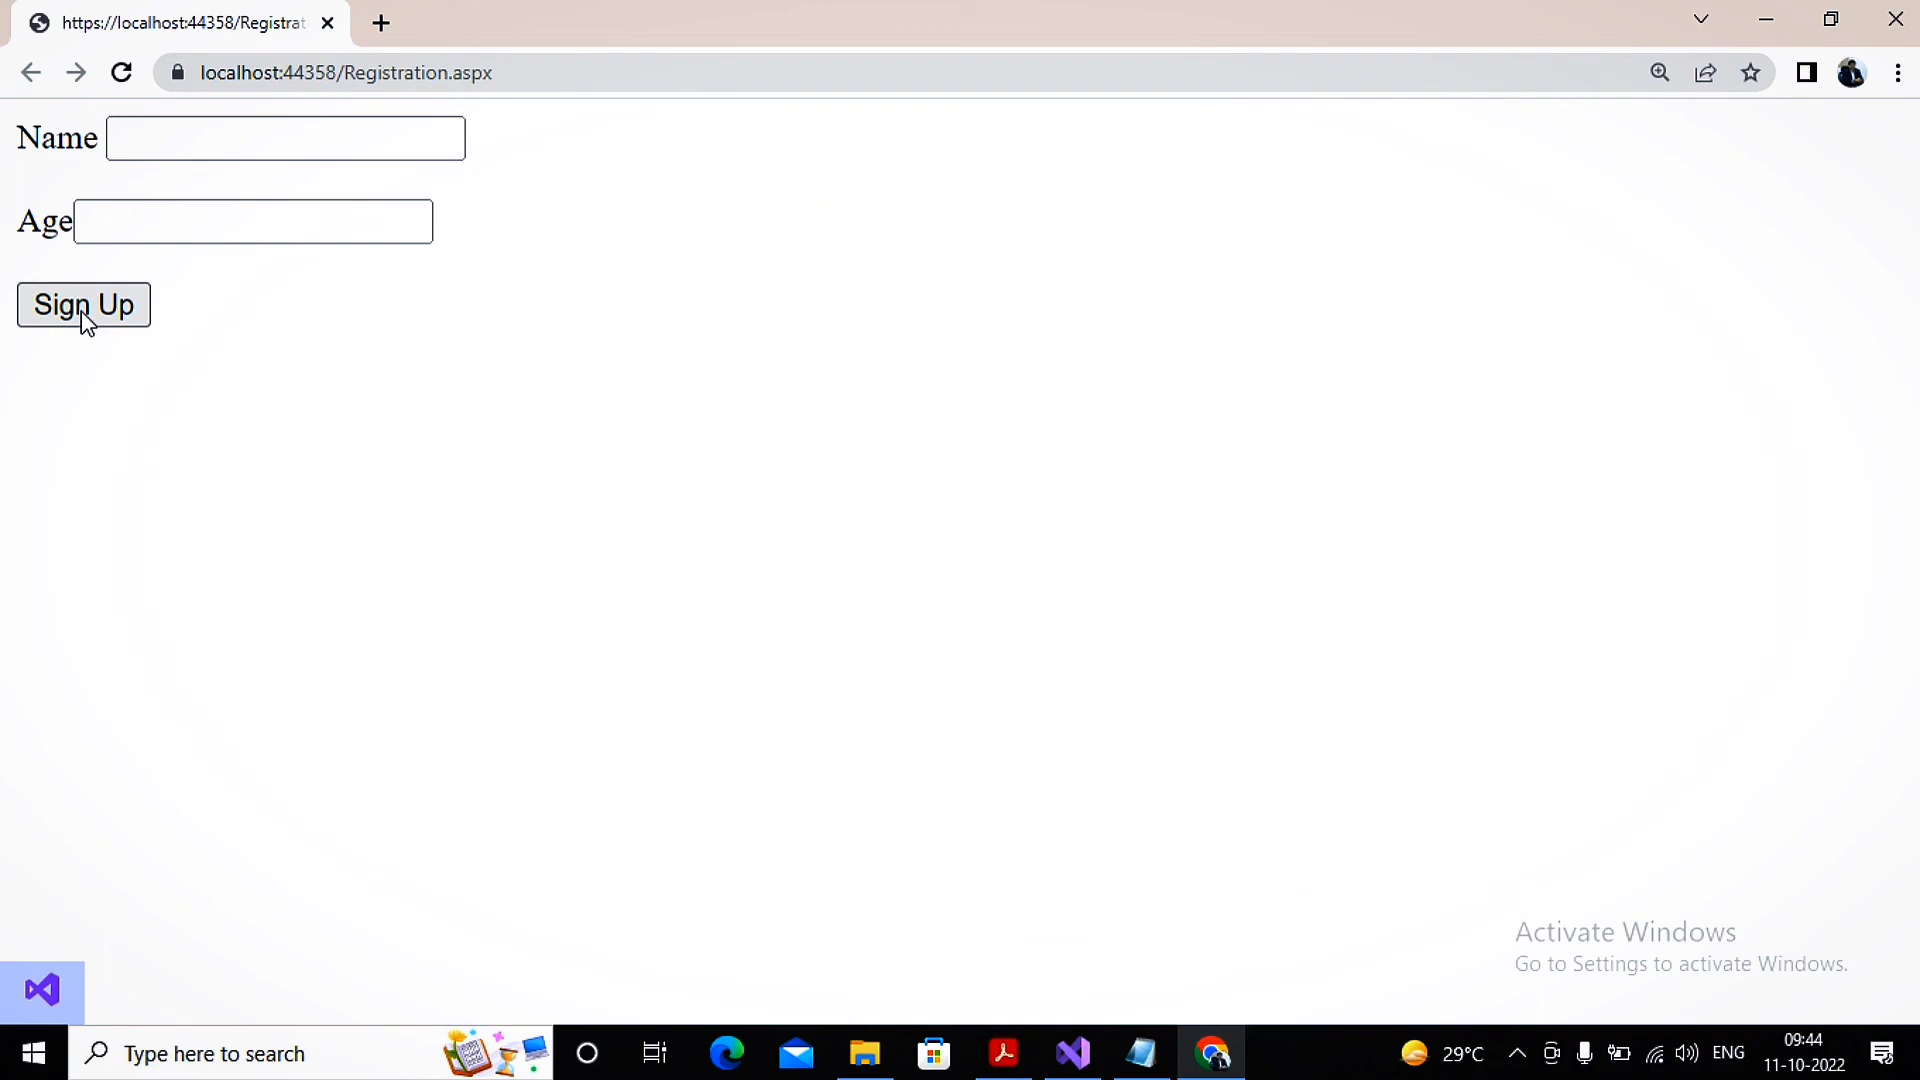 https://localhost:44358/Registrat
localhost:44358/Registration.aspx
Name
Age
Sign Up
Activate Windows
Go to Settings to activate Windows.
Type here to search
29°C
ENG
09:44
11-10-2022